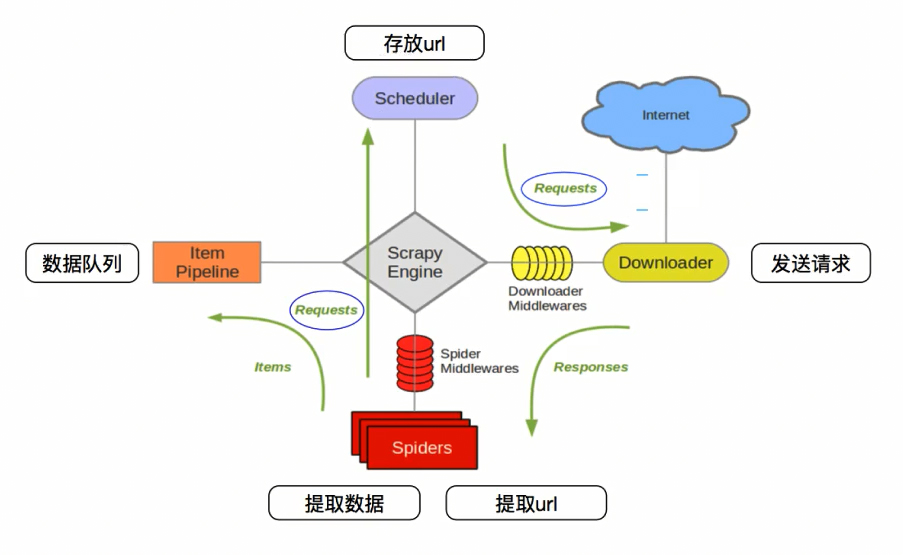 存放url
Scheduler
Internet
Requests
数据队列
Item
Pipeline
Scrapy
Engine
Downloader
发送请求
Downloader
Middlewares
Requests
Spider
Middlewares
Items
Responses
Spiders
提取数据
提取url